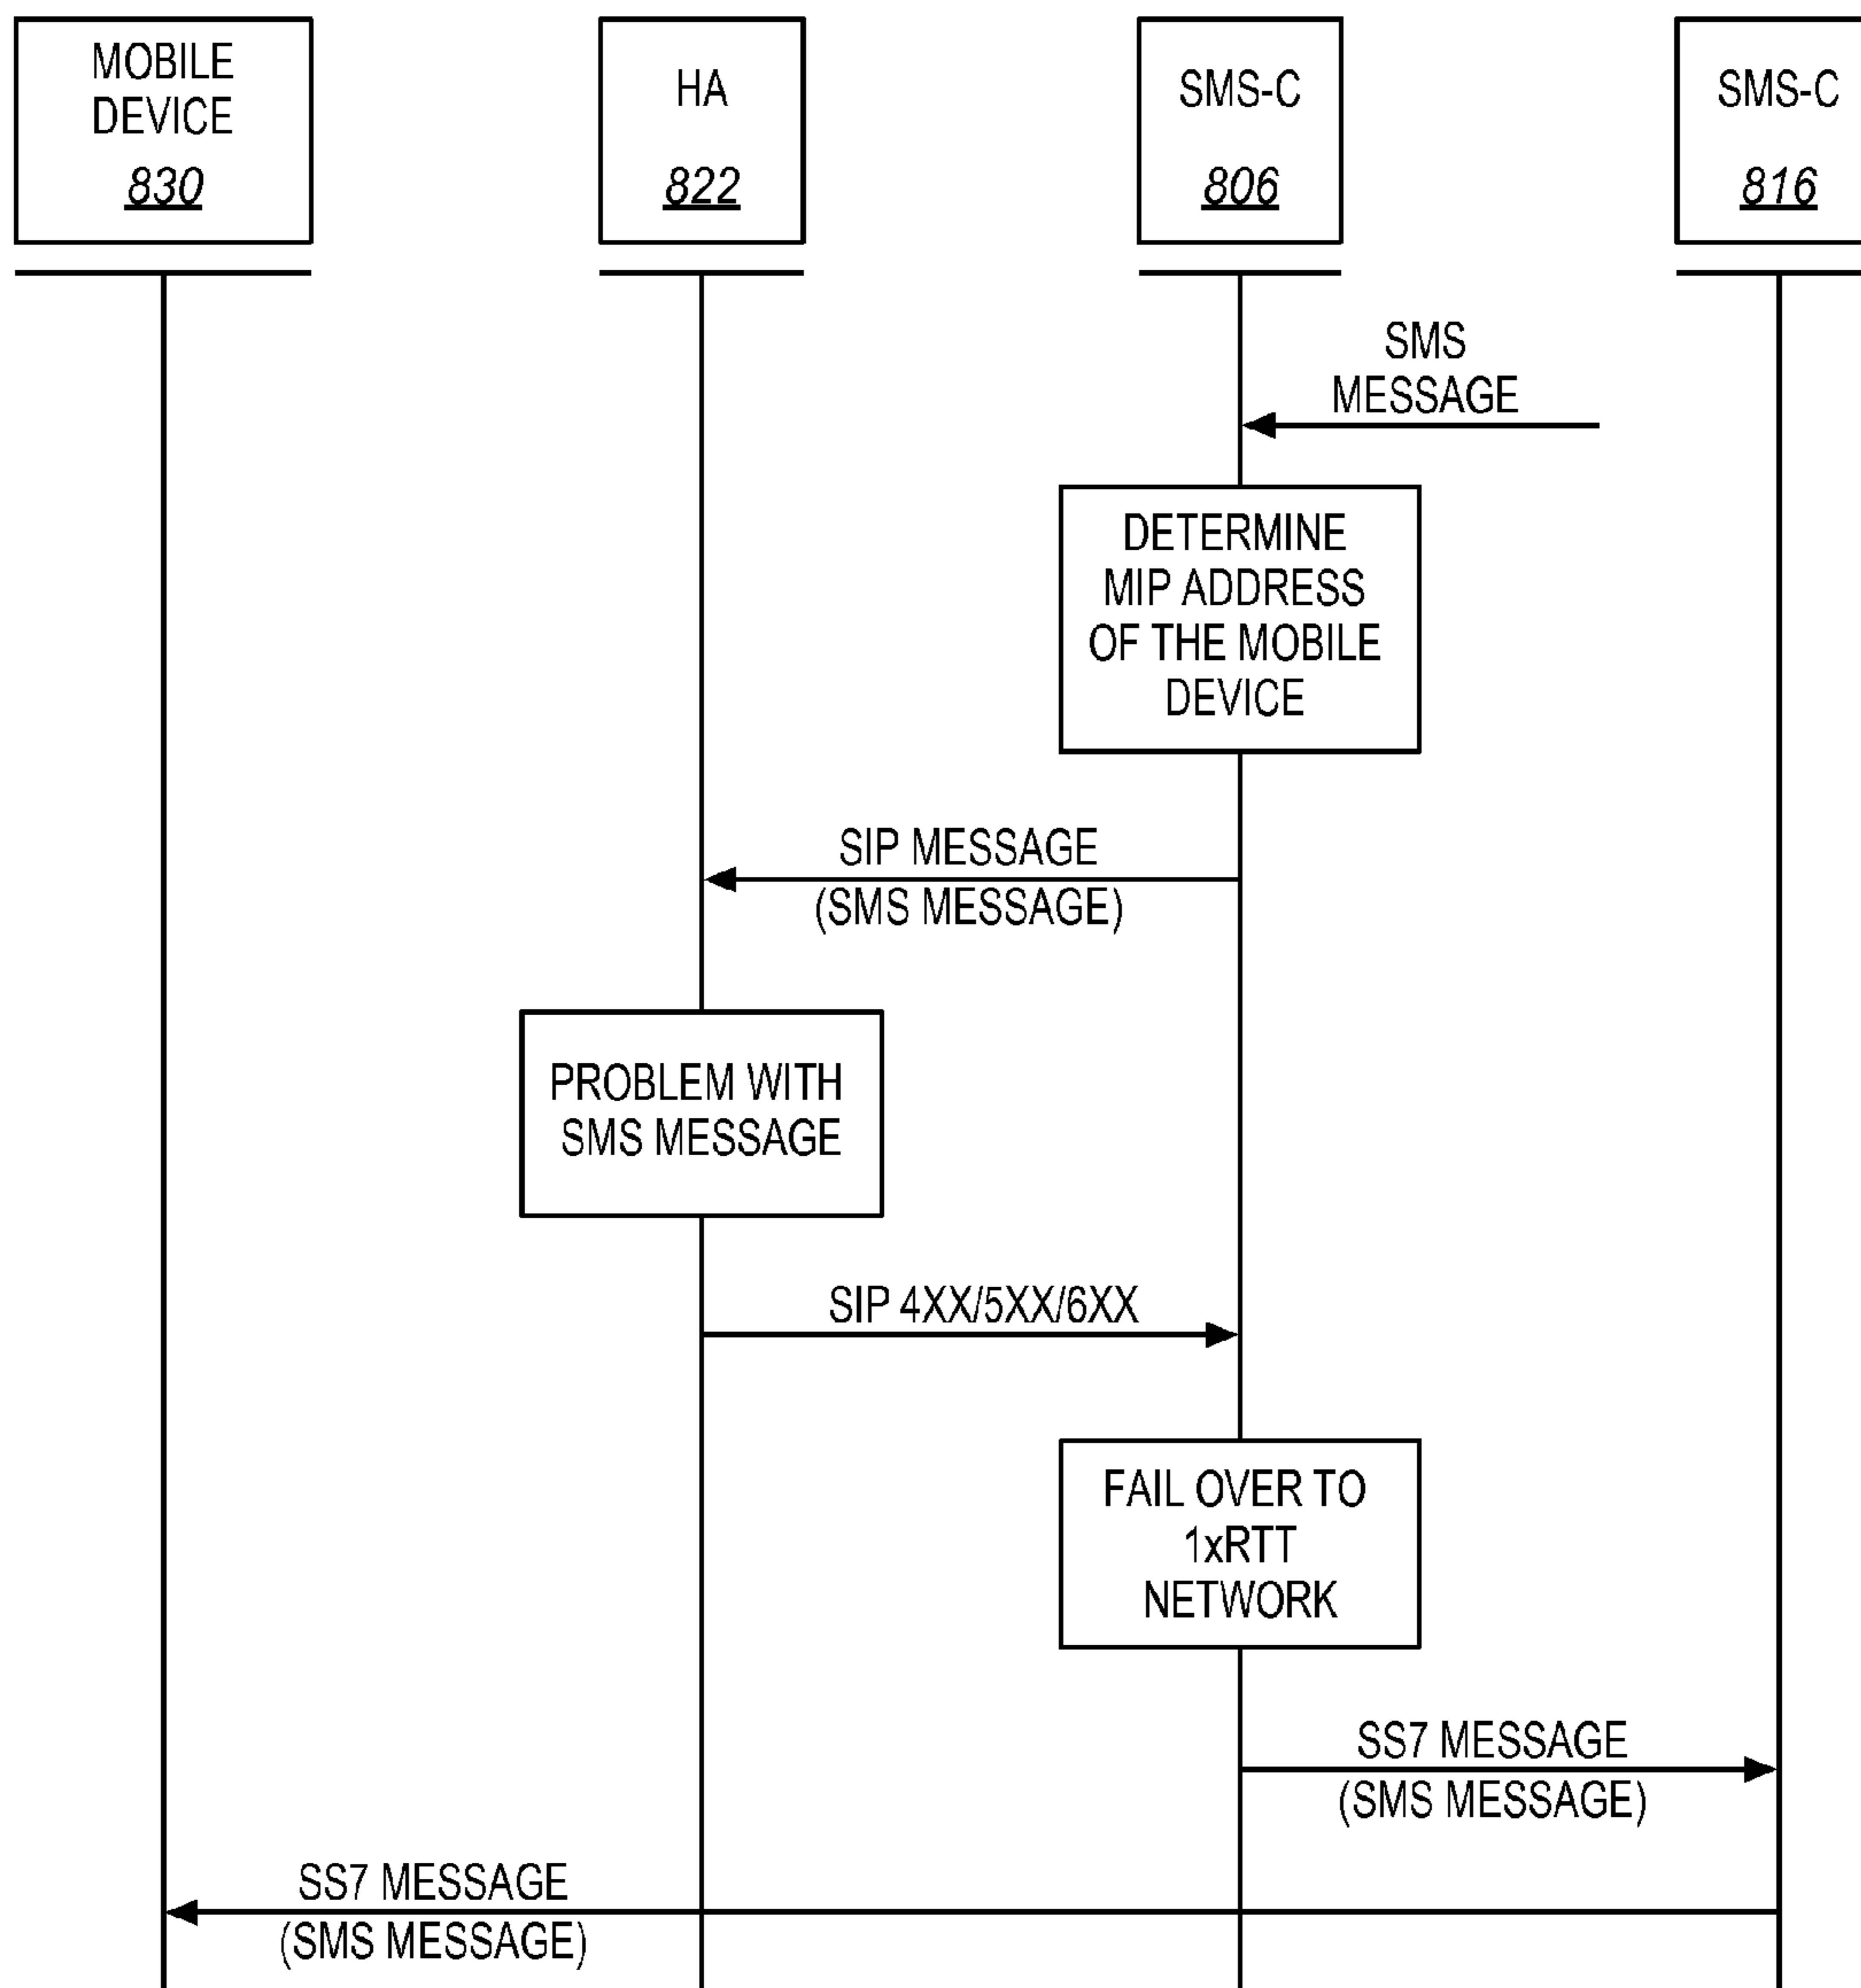 MOBILE
DEVICE
830
HA
822
SMS-C
806
SMS-C
816
SMS
MESSAGE
DETERMINE
MIP ADDRESS
OF THE MOBILE
DEVICE
SIP MESSAGE
(SMS MESSAGE)
PROBLEM WITH
SMS MESSAGE
SIP 4XX/5XX/6XX
FAIL OVER TO
1xRTT
NETWORK
SS7 MESSAGE
(SMS MESSAGE)
SS7 MESSAGE
(SMS MESSAGE)